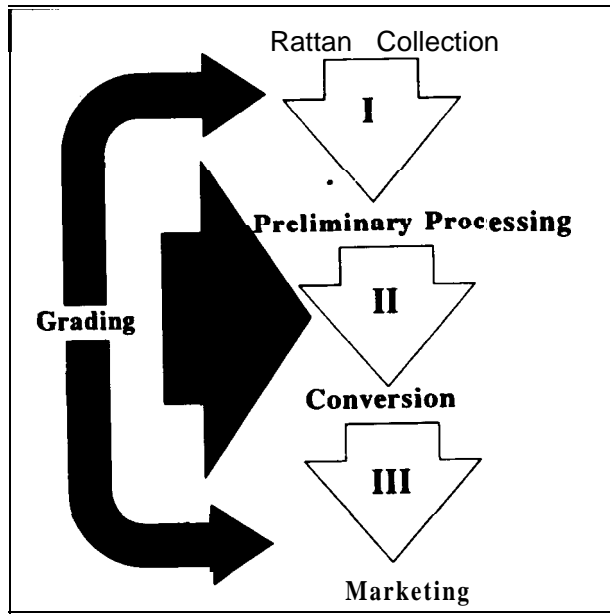 Rattan Collection
I
Preliminary Processing
II
Grading
Conversion
III
Marketing